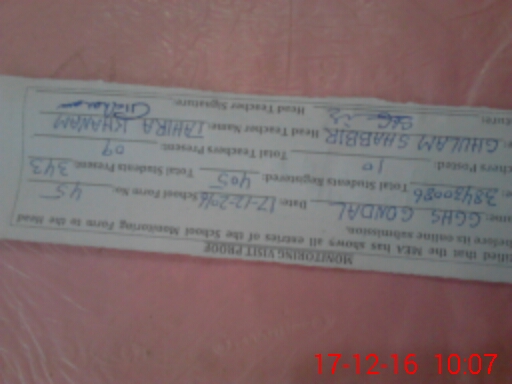 MONITORING VISIT PROOF
tified that the MEA has shown all entries of the School Monitoring Form to the Head
before its online submission.
me: GGHS GONDAL Date: 17-12-2016 School Form No. 45
e: 38430086 Total Students Registered: 405 Total Students Present: 343
chers Posted: 10 Total Teachers Present: 09
GHULAM SHABBIR Head Teacher Name: TAHIRA KHANAM
Head Teacher Signature:
17-12-16 10:07